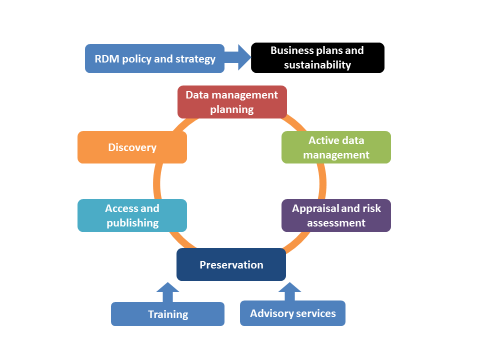 RDM policy and strategy
Business plans and
sustainability
Data management
planning
Discovery
Active data
management
Access and
publishing
Appraisal and risk
assessment
Preservation
Training
Advisory services